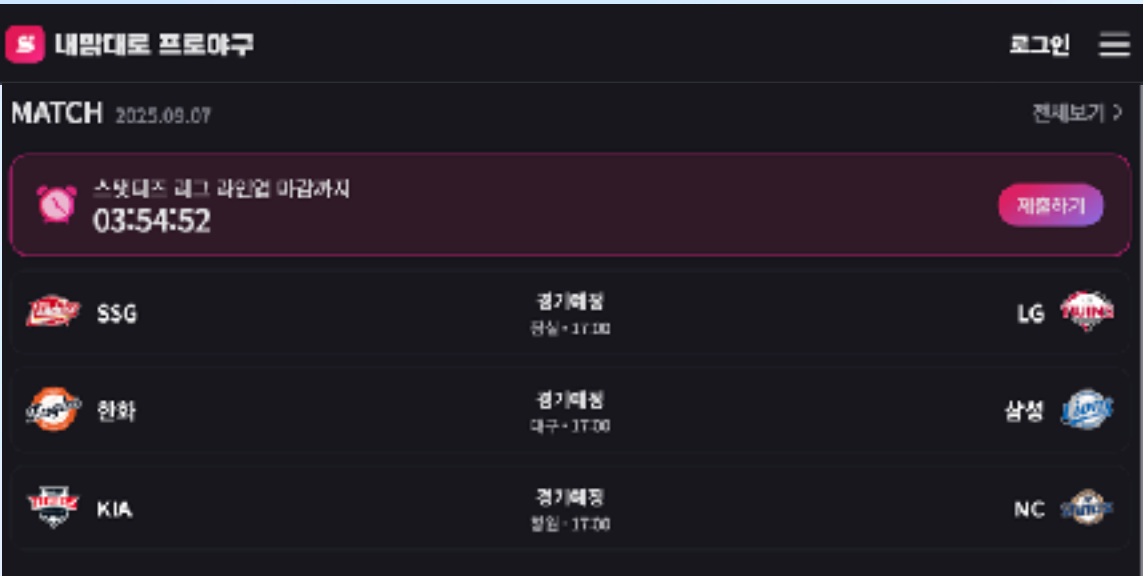 내맘대로 프로야구
로그인
MATCH 2025.09.07
전체보기 >
스탯티즈 리그 라인업 마감까지
03:54:52
제출하기
SSG
경기예정
잠실 • 17:00
LG
한화
경기예정
대구 • 17:00
삼성
KIA
경기예정
창원 • 17:00
NC